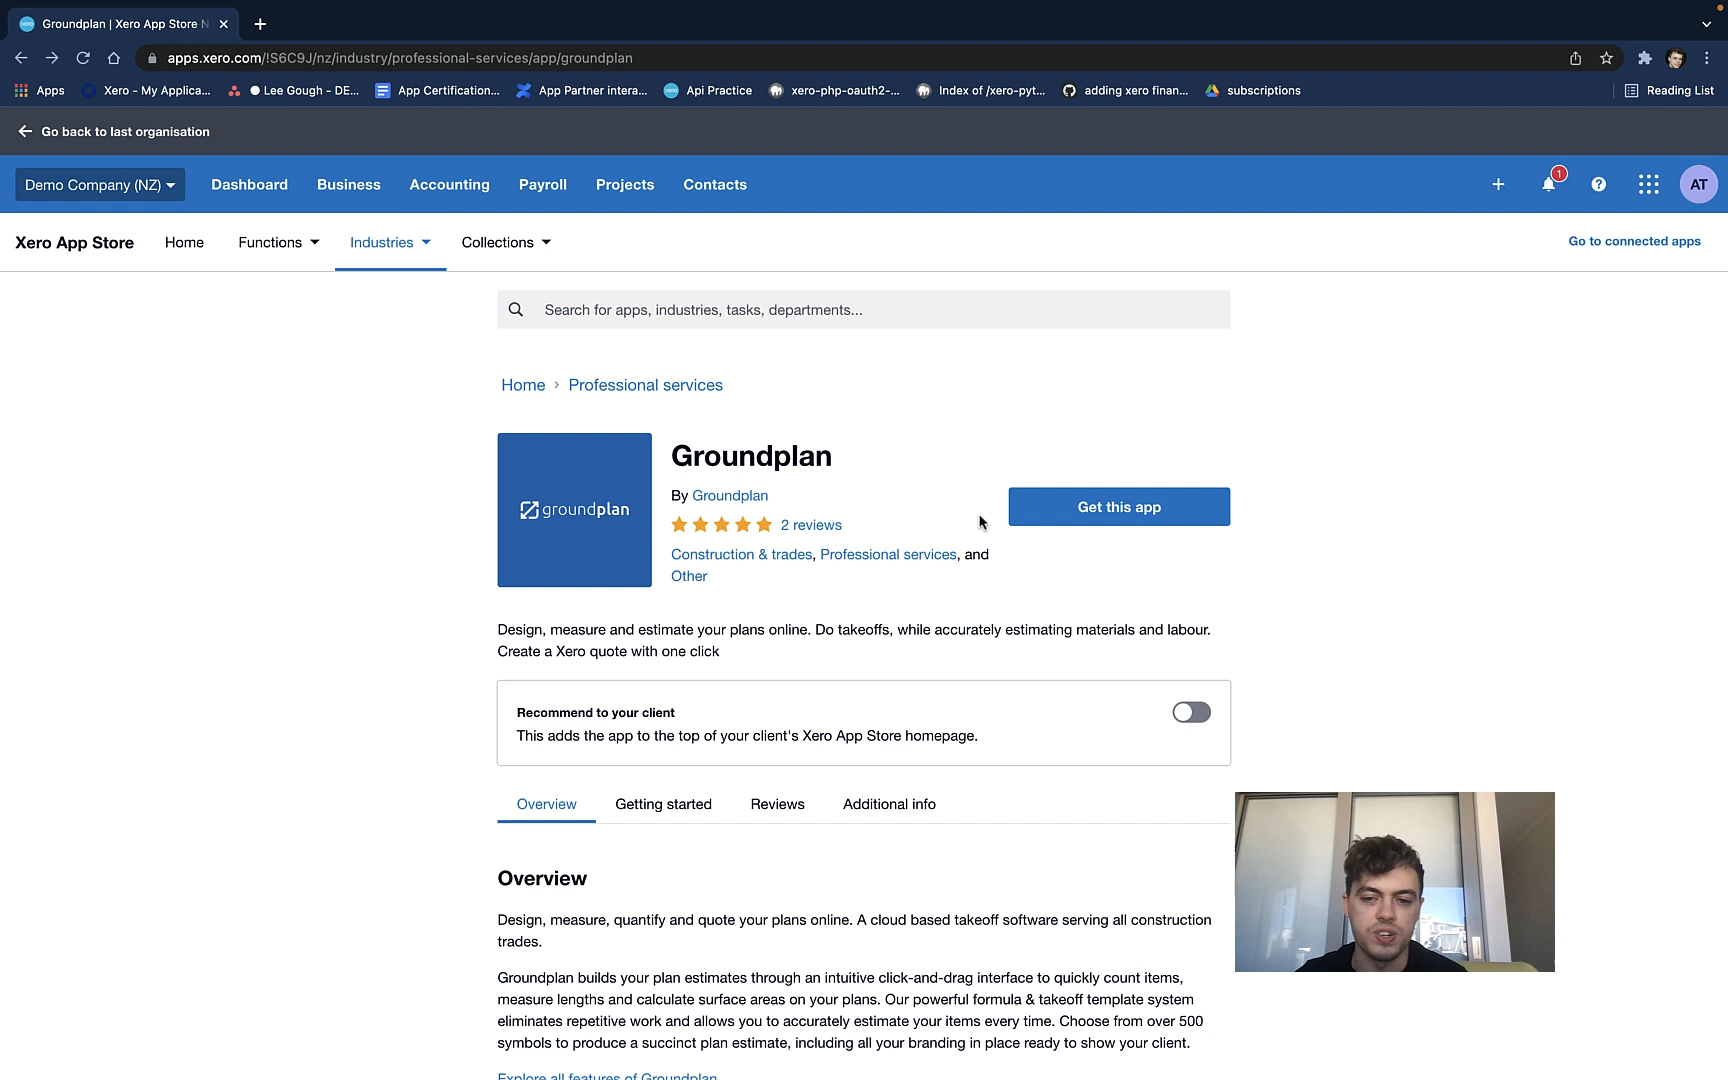 Groundplan | Xero App Store N
apps.xero.com/!S6C9J/nz/industry/professional-services/app/groundplan
Apps
Xero - My Applica...
Lee Gough - DE...
App Certification...
App Partner intera...
Api Practice
xero-php-oauth2-...
Index of /xero-pyt...
adding xero finan...
subscriptions
Reading List
Go back to last organisation
Demo Company (NZ)
Dashboard
Business
Accounting
Payroll
Projects
Contacts
1
AT
Xero App Store
Home
Functions
Industries
Collections
Go to connected apps
Search for apps, industries, tasks, departments...
Home › Professional services
groundplan
Groundplan
By Groundplan
2 reviews
Construction & trades, Professional services, and
Other
Get this app
Design, measure and estimate your plans online. Do takeoffs, while accurately estimating materials and labour.
Create a Xero quote with one click
Recommend to your client
This adds the app to the top of your client's Xero App Store homepage.
Overview
Getting started
Reviews
Additional info
Overview
Design, measure, quantify and quote your plans online. A cloud based takeoff software serving all construction
trades.
Groundplan builds your plan estimates through an intuitive click-and-drag interface to quickly count items,
measure lengths and calculate surface areas on your plans. Our powerful formula & takeoff template system
eliminates repetitive work and allows you to accurately estimate your items every time. Choose from over 500
symbols to produce a succinct plan estimate, including all your branding in place ready to show your client.
Explore all features of Groundplan